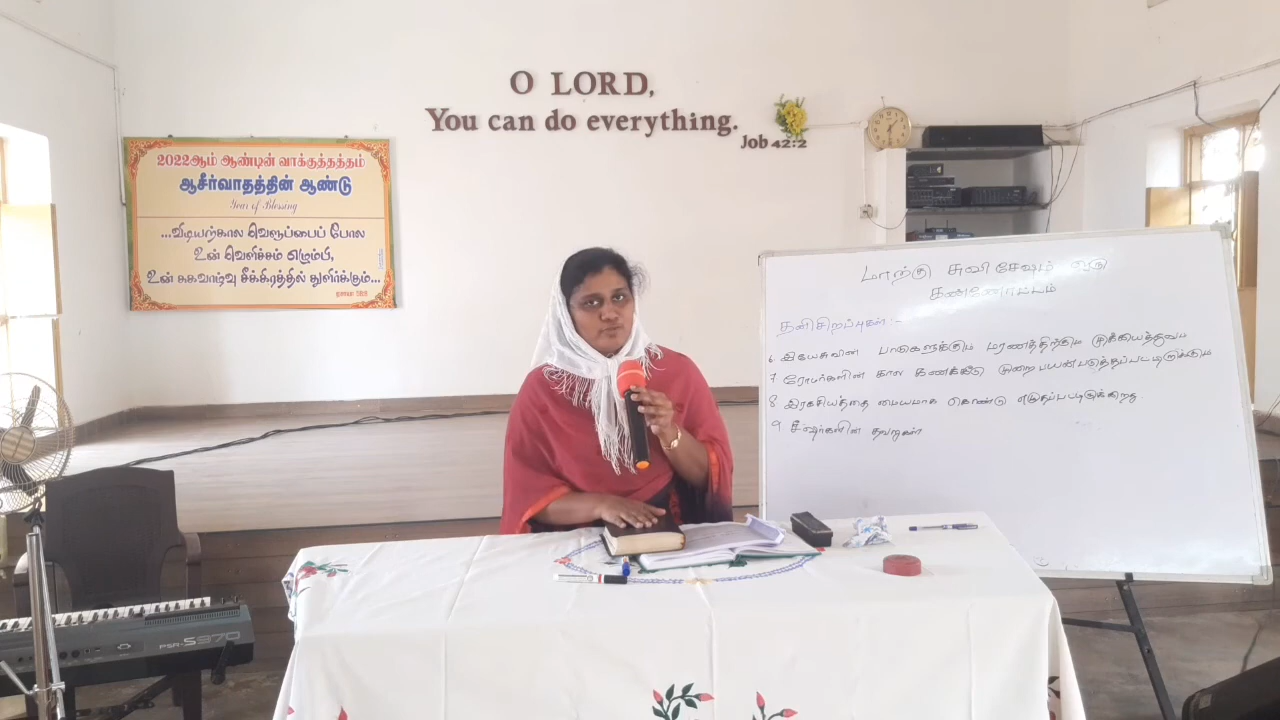 O LORD,
You can do everything.
Job 42:2
2022ஆம் ஆண்டின் வாக்குத்தத்தம்
ஆசீர்வாதத்தின் ஆண்டு
Year of Blessing
...விடியற்கால வெளுப்பைப் போல
உன் வெளிச்சம் எழும்பி,
உன் சுகவாழ்வு சீக்கிரத்தில் துளிர்க்கும்...
மாற்கு சுவிசேஷம் ஒரு
கண்ணோட்டம்
தனிசிறப்புகள் :-
6 இயேசுவின் பாடுகளுக்கும் மரணத்திற்கும் முக்கியத்துவம்
7 ரோமர்களின் கால கணக்கீடு முறை பயன்படுத்தப்பட்டிருக்கும்
8 இரகசியத்தை மையமாக கொண்டு எழுதப்பட்டிருக்கிறது
9 சீஷர்களின் தவறுகள்
PSR-S970